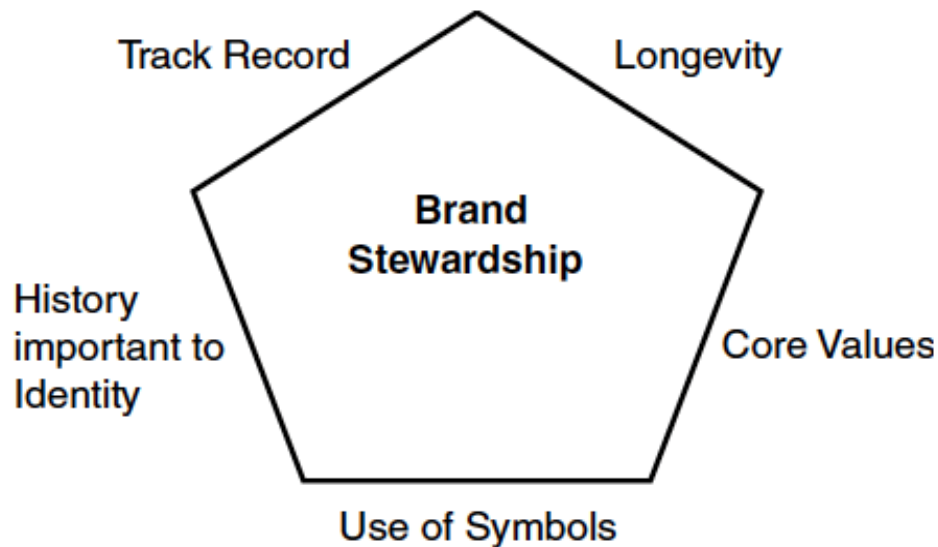 Track Record
Longevity
Brand
Stewardship
History
important to
Identity
Core Values
Use of Symbols